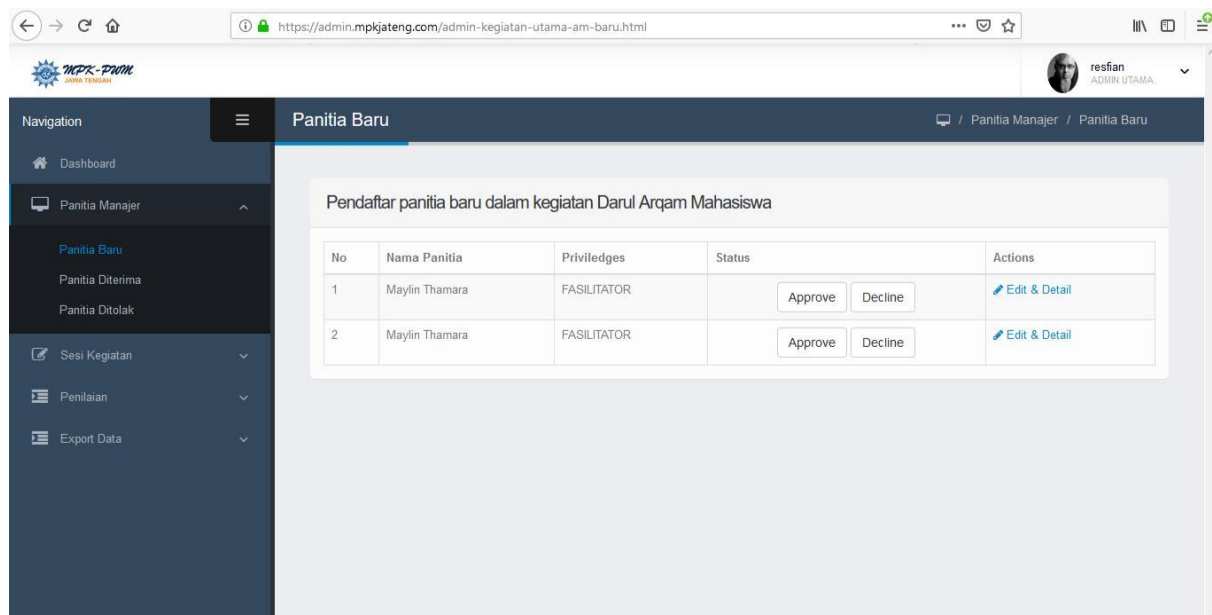 https://admin.mpkjateng.com/admin-kegiatan-utama-am-baru.html
MPK-PWM
JAWA TENGAH
resfian
ADMIN UTAMA
Navigation
Panitia Baru
/ Panitia Manajer / Panitia Baru
Dashboard
Panitia Manajer
Panitia Baru
Panitia Diterima
Panitia Ditolak
Sesi Kegiatan
Penilaian
Export Data
Pendaftar panitia baru dalam kegiatan Darul Arqam Mahasiswa
No Nama Panitia Priviledges Status Actions
1 Maylin Thamara FASILITATOR Approve Decline Edit & Detail
2 Maylin Thamara FASILITATOR Approve Decline Edit & Detail